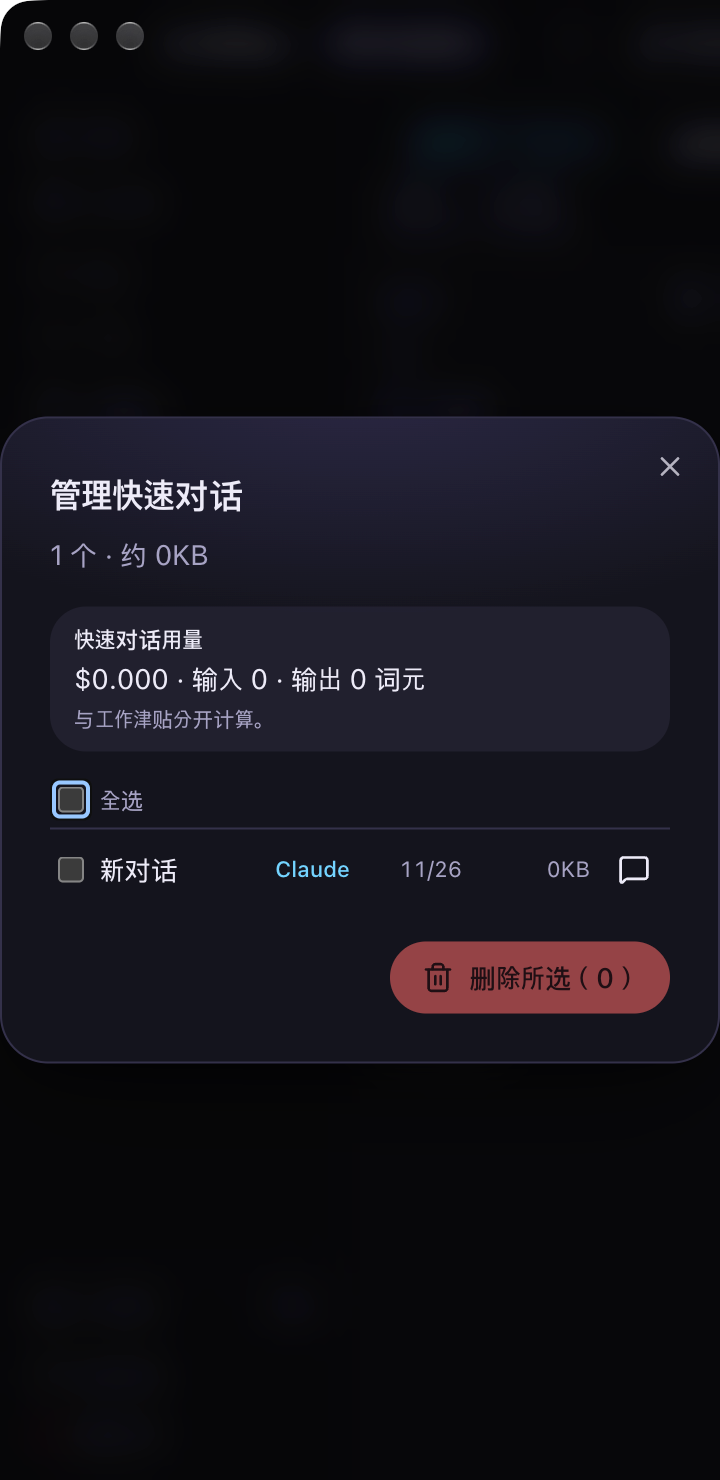 管理快速对话
1 个 · 约 0KB
快速对话用量
$0.000 · 输入 0 · 输出 0 词元
与工作津贴分开计算。
全选
新对话 Claude 11/26 0KB
删除所选（0）